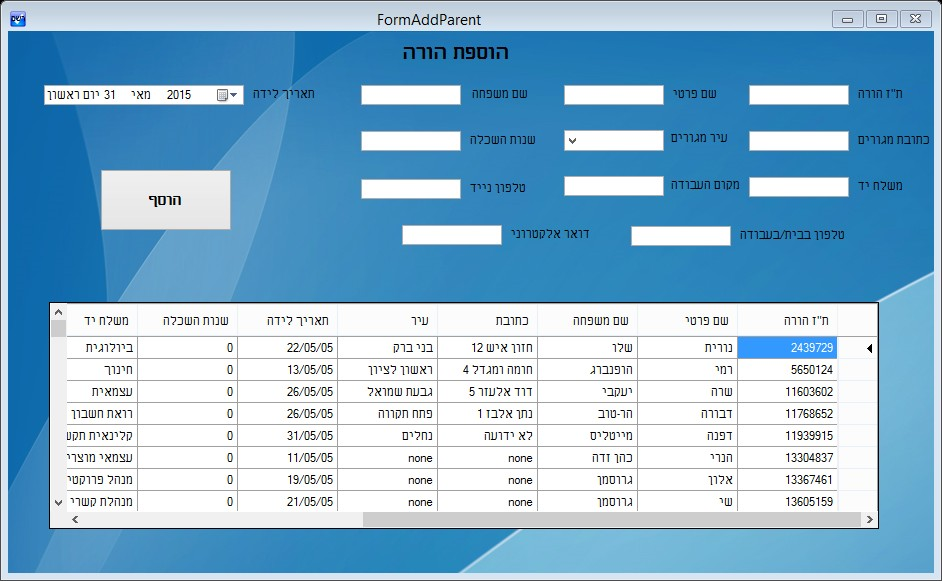 FormAddParent
הוספת הורה
ת"ז הורה שם פרטי שם משפחה תאריך לידה 31 יום ראשון מאי 2015
כתובת מגורים עיר מגורים שנות השכלה
משלח יד מקום העבודה טלפון נייד
הוסף
טלפון בבית/בעבודה דואר אלקטרוני
ת"ז הורה שם פרטי שם משפחה כתובת עיר תאריך לידה שנות השכלה משלח יד
2439729 נורית שלו חזון איש 12 בני ברק 22/05/05 0 ביולוגית
5650124 רמי הופנברג חומה ומגדל 4 ראשון לציון 13/05/05 0 חינוך
11603602 שרה יעקבי דוד אלעזר 5 גבעת שמואל 26/05/05 0 עצמאית
11768652 דבורה הר-טוב נתן אלבז 1 פתח תקווה 26/05/05 0 רואת חשבון
11939915 דפנה מייטליס לא ידועה נחלים 31/05/05 0 קלינאית תקש
13304837 הנרי כהן זדה none none 11/05/05 0 עצמאי מוצרי
13367461 אלון גרוסמן none none 19/05/05 0 מנהל פרוקטי
13605159 שי גרוסמן none none 21/05/05 0 מנהלת קשרי